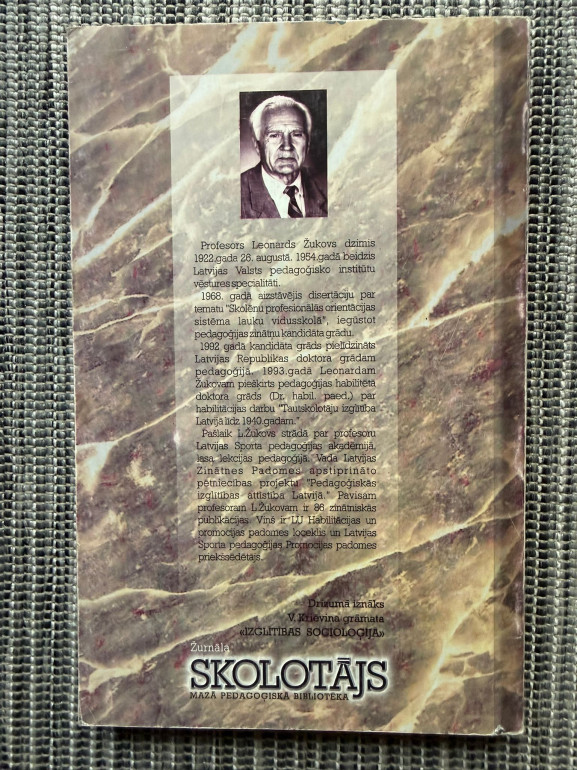 Profesors Leonards Žukovs dzimis
1922.gada 26. augustā. 1954.gadā beidzis
Latvijas Valsts pedagoģisko institūtu
vēstures specialitāti.
1968. gadā aizstāvējis disertāciju par
tematu "Skolēnu profesionālās orientācijas
sistēma lauku vidusskolā", iegūstot
pedagoģijas zinātņu kandidāta grādu.
1992 gadā kandidāta grāds pielīdzināts
Latvijas Republikas doktora grādam
pedagoģijā, 1993.gadā Leonardam
Žukovam piešķirts pedagoģijas habilitētā
doktora grāds (Dr. habil. paed.) par
habilitācijas darbu "Tautskolotāju izglītība
Latvijā līdz 1940.gadam."
Pašlaik L.Žukovs strādā par profesoru
Latvijas Sporta pedagoģijas akadēmijā,
lasa lekcijas pedagoģijā. Vada Latvijas
Zinātnes Padomes apstiprināto
pētniecības projektu "Pedagoģiskās
izglītības attīstība Latvijā." Pavisam
profesoram L.Žukovam ir 86 zinātniskās
publikācijas. Viņš ir LU Habilitācijas un
promocijas padomes loceklis un Latvijas
Sporta pedagoģijas Promocijas padomes
priekšsēdētājs.
Drīzumā iznāks
V. Krieviņa grāmata
«IZGLĪTĪBAS SOCIOLOĢIJA»
Žurnāla
SKOLOTĀJS
MAZĀ PEDAGOĢISKĀ BIBLIOTĒKA